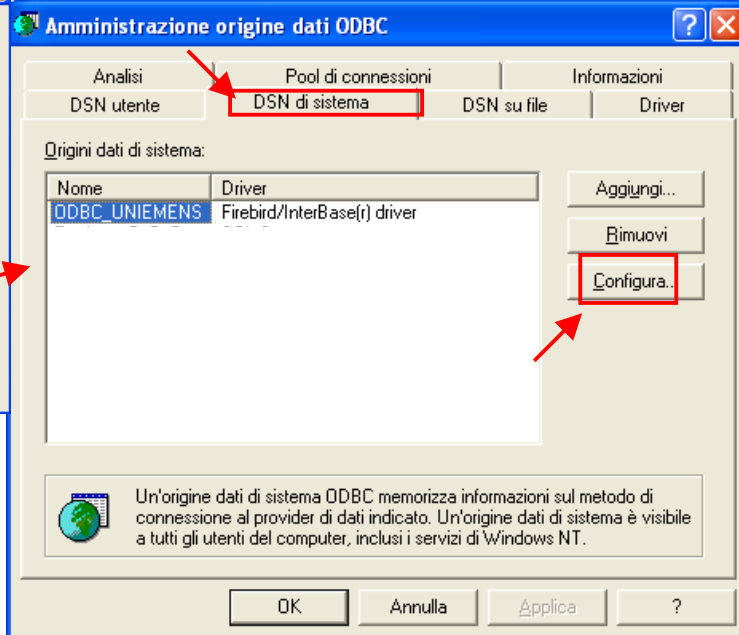 Amministrazione origine dati ODBC
Analisi
Pool di connessioni
Informazioni
DSN utente
DSN di sistema
DSN su file
Driver
Origini dati di sistema:
Nome
Driver
ODBC_UNIEMENS
Firebird/InterBase(r) driver
Aggiungi...
Rimuovi
Configura...
Un'origine dati di sistema ODBC memorizza informazioni sul metodo di
connessione al provider di dati indicato. Un'origine dati di sistema è visibile
a tutti gli utenti del computer, inclusi i servizi di Windows NT.
OK
Annulla
Applica
?